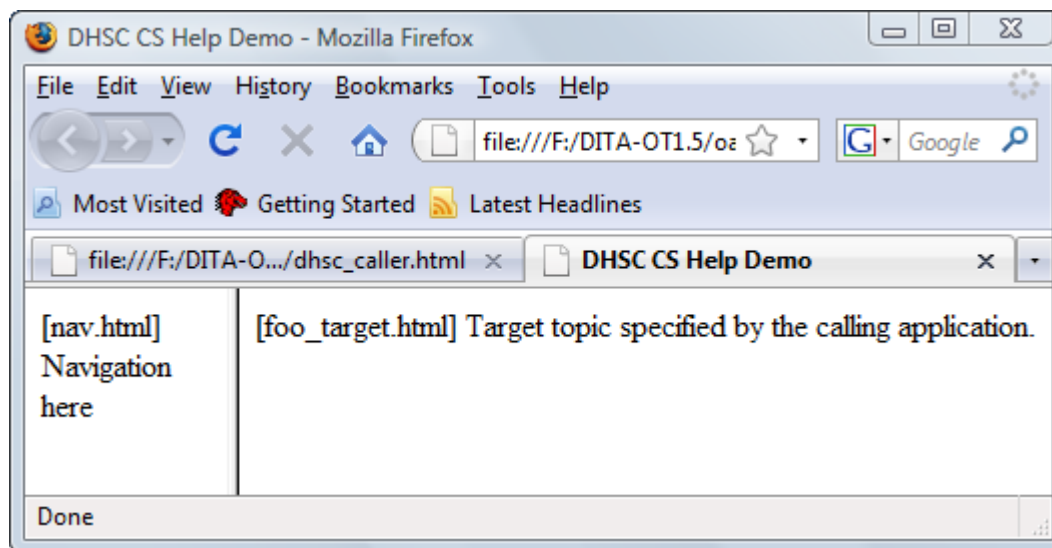 DHSC CS Help Demo - Mozilla Firefox
File Edit View History Bookmarks Tools Help
file:///F:/DITA-OT1.5/oa G Google
Most Visited Getting Started Latest Headlines
file:///F:/DITA-O.../dhsc_caller.html DHSC CS Help Demo
[nav.html]
Navigation
here
[foo_target.html] Target topic specified by the calling application.
Done